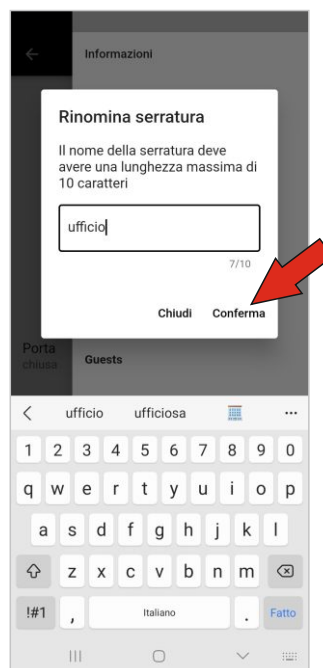 Informazioni
Rinomina serratura
Il nome della serratura deve
avere una lunghezza massima di
10 caratteri
ufficio
7/10
Chiudi Conferma
Porta
chiusa
Guests
ufficio ufficiosa
1 2 3 4 5 6 7 8 9 0
q w e r t y u i o p
a s d f g h j k l
z x c v b n m
!#1 , Italiano . Fatto